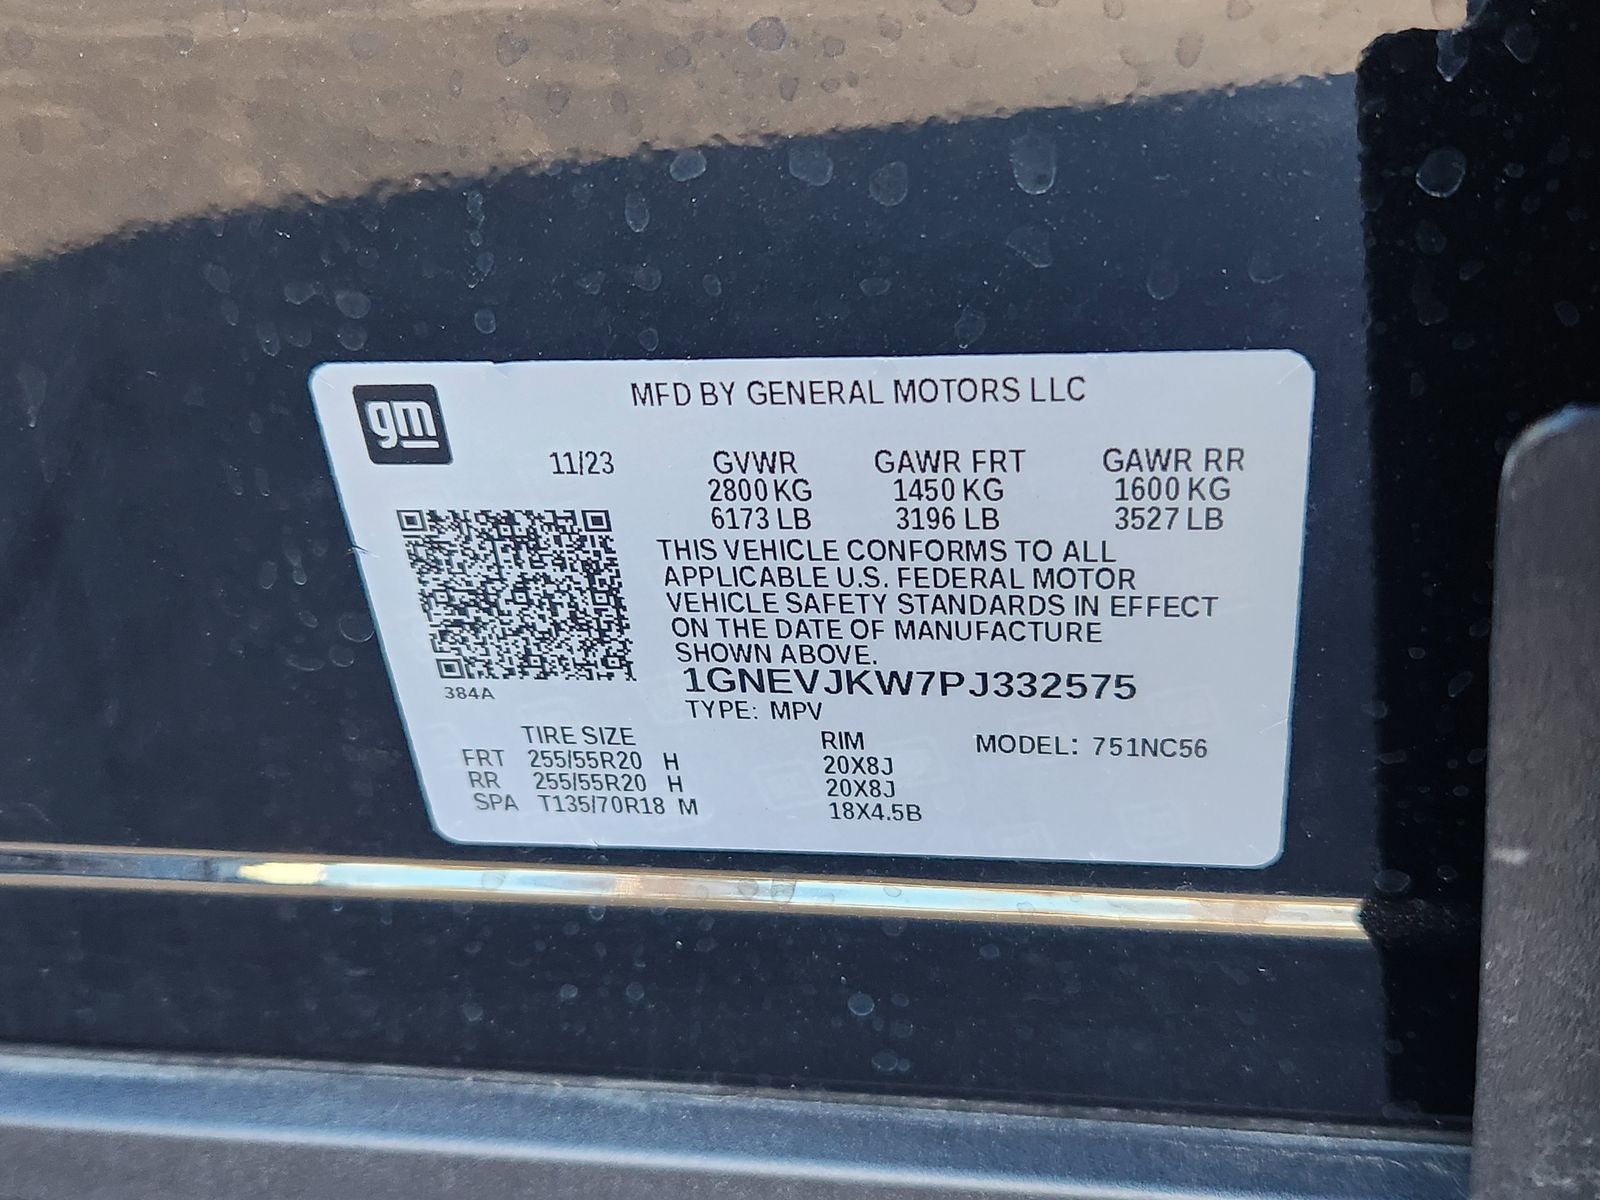 gm
MFD BY GENERAL MOTORS LLC
11/23 GVWR GAWR FRT GAWR RR
2800 KG 1450 KG 1600 KG
6173 LB 3196 LB 3527 LB
THIS VEHICLE CONFORMS TO ALL
APPLICABLE U.S. FEDERAL MOTOR
VEHICLE SAFETY STANDARDS IN EFFECT
ON THE DATE OF MANUFACTURE
SHOWN ABOVE.
384A
1GNEVJKW7PJ332575
TYPE: MPV
TIRE SIZE RIM MODEL: 751NC56
FRT 255/55R20 H 20X8J
RR 255/55R20 H 20X8J
SPA T135/70R18 M 18X4.5B